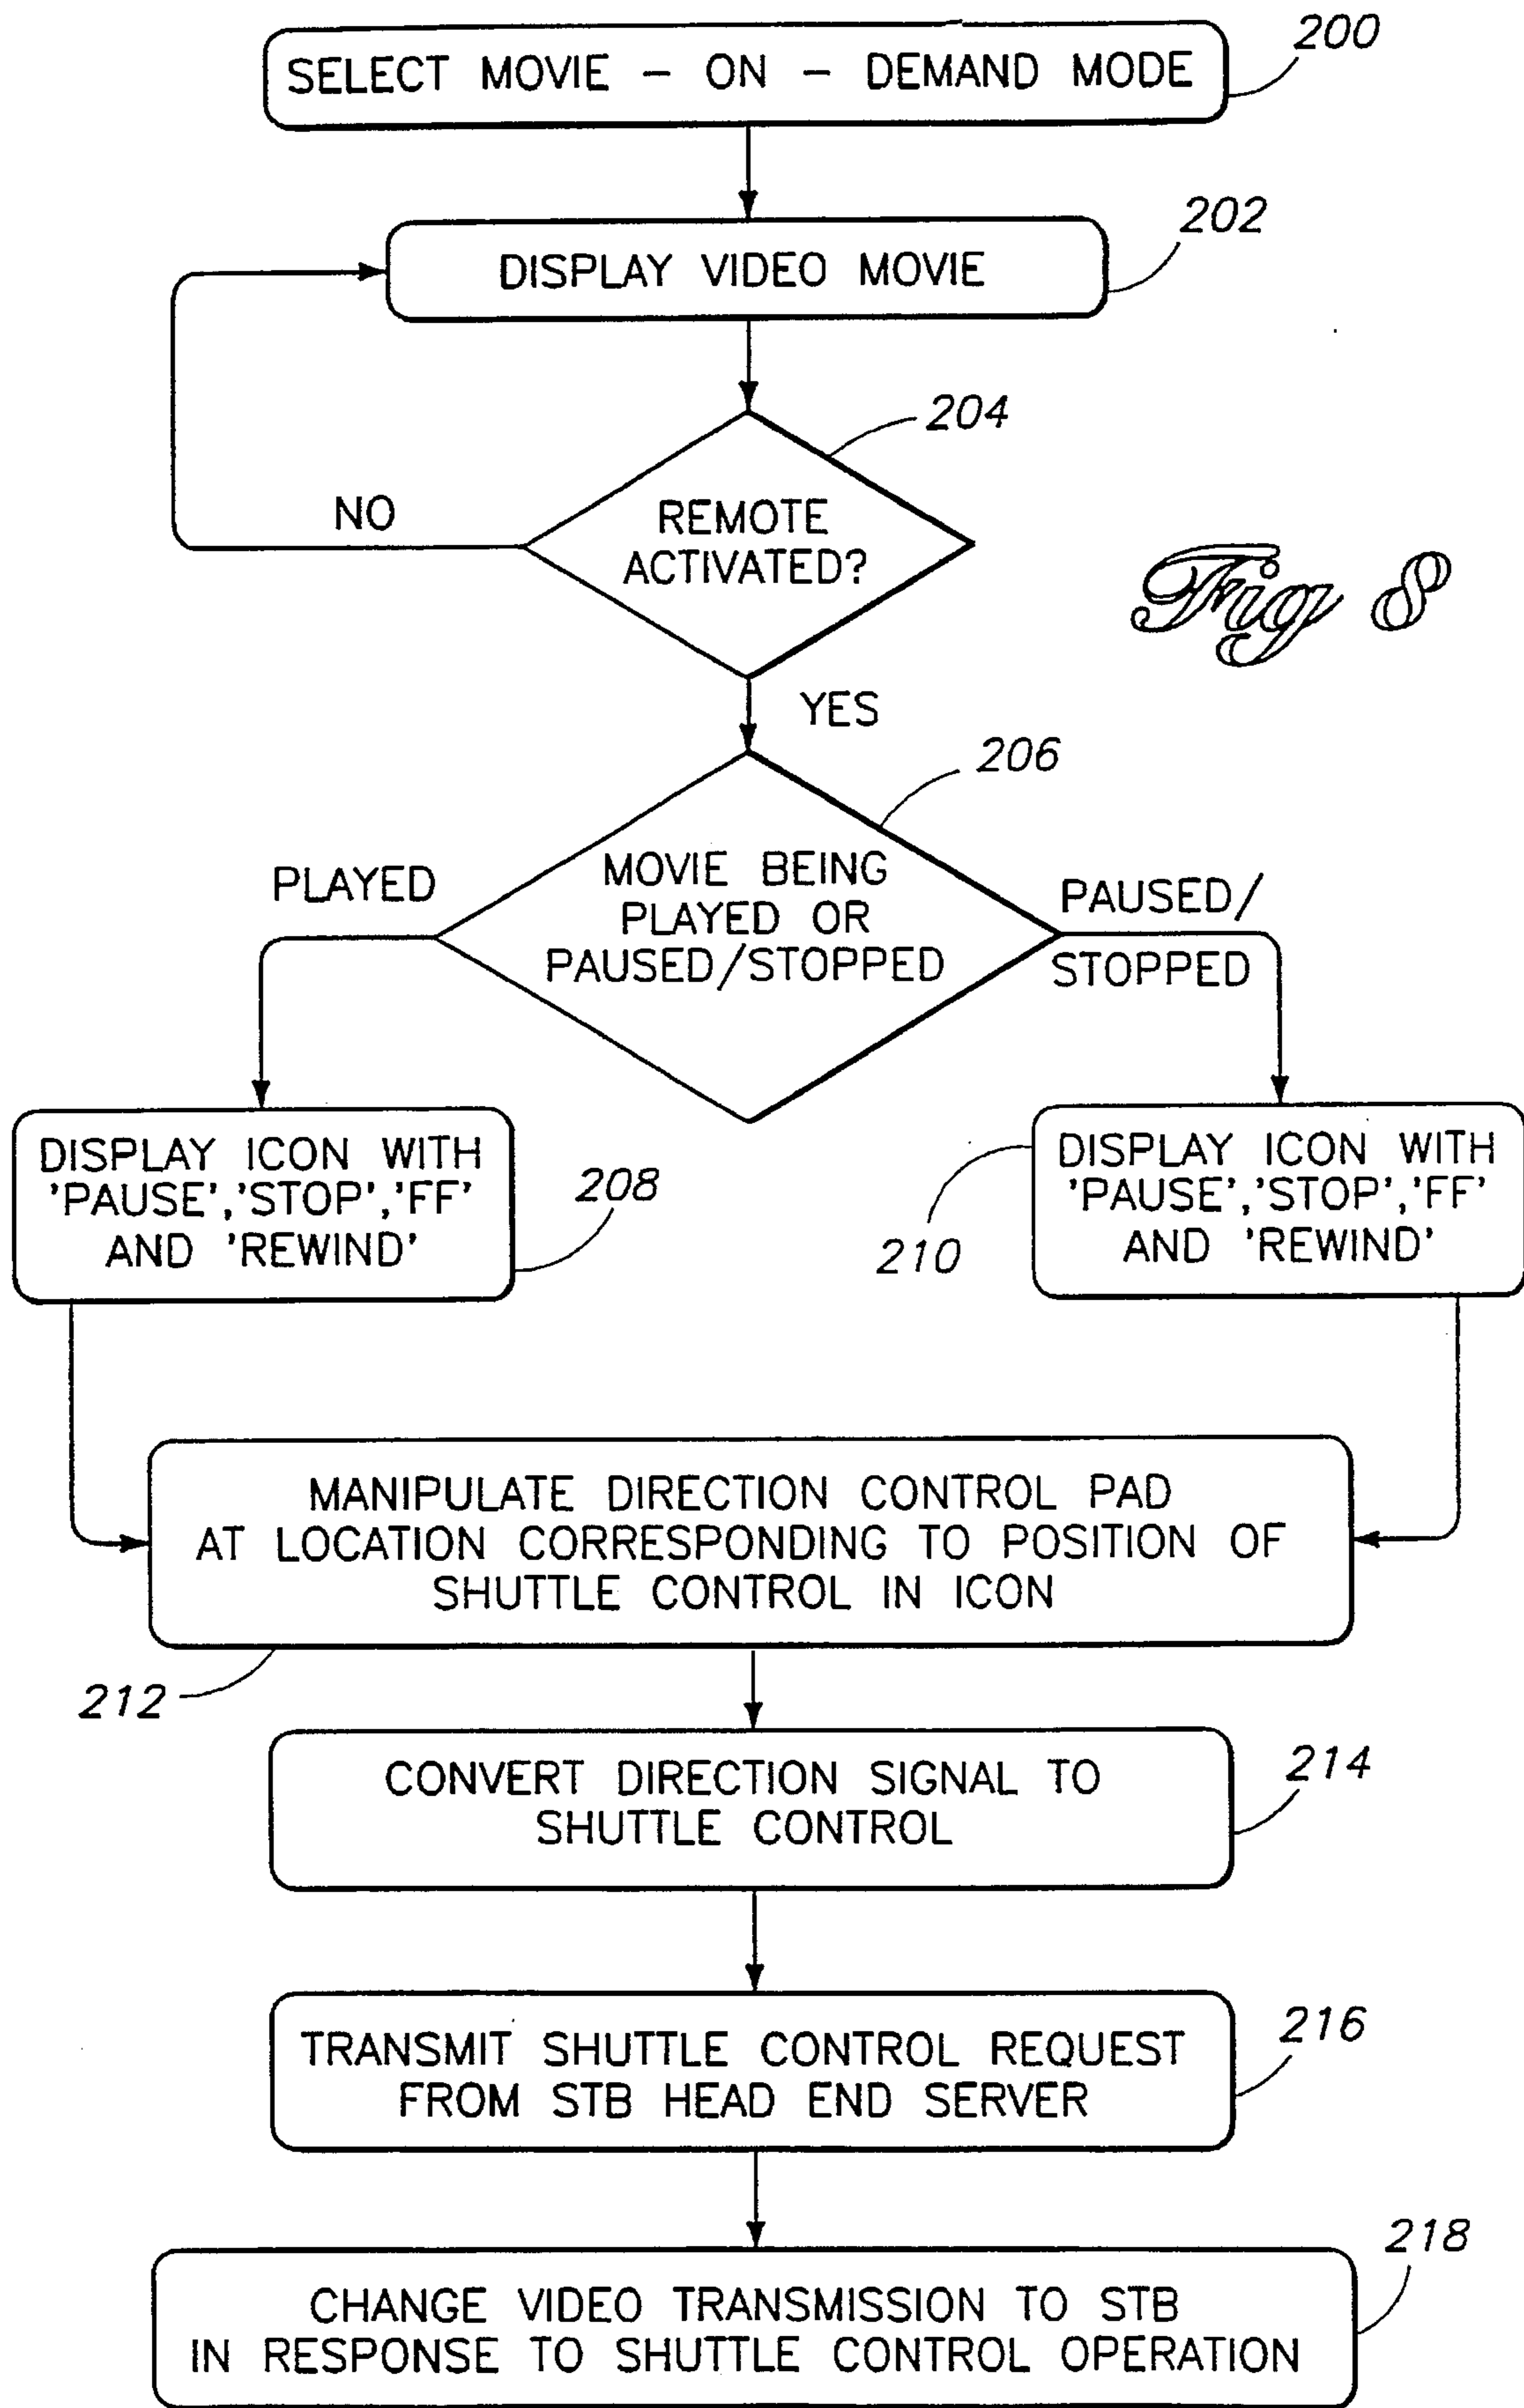 200
SELECT MOVIE - ON - DEMAND MODE
202
DISPLAY VIDEO MOVIE
204
NO
REMOTE
ACTIVATED?
Fig 8
YES
206
PLAYED
MOVIE BEING
PLAYED OR
PAUSED/STOPPED
PAUSED/
STOPPED
DISPLAY ICON WITH
'PAUSE','STOP','FF'
AND 'REWIND'
208
DISPLAY ICON WITH
'PAUSE','STOP','FF'
AND 'REWIND'
210
MANIPULATE DIRECTION CONTROL PAD
AT LOCATION CORRESPONDING TO POSITION OF
SHUTTLE CONTROL IN ICON
212
CONVERT DIRECTION SIGNAL TO
SHUTTLE CONTROL
214
TRANSMIT SHUTTLE CONTROL REQUEST
FROM STB HEAD END SERVER
216
218
CHANGE VIDEO TRANSMISSION TO STB
IN RESPONSE TO SHUTTLE CONTROL OPERATION